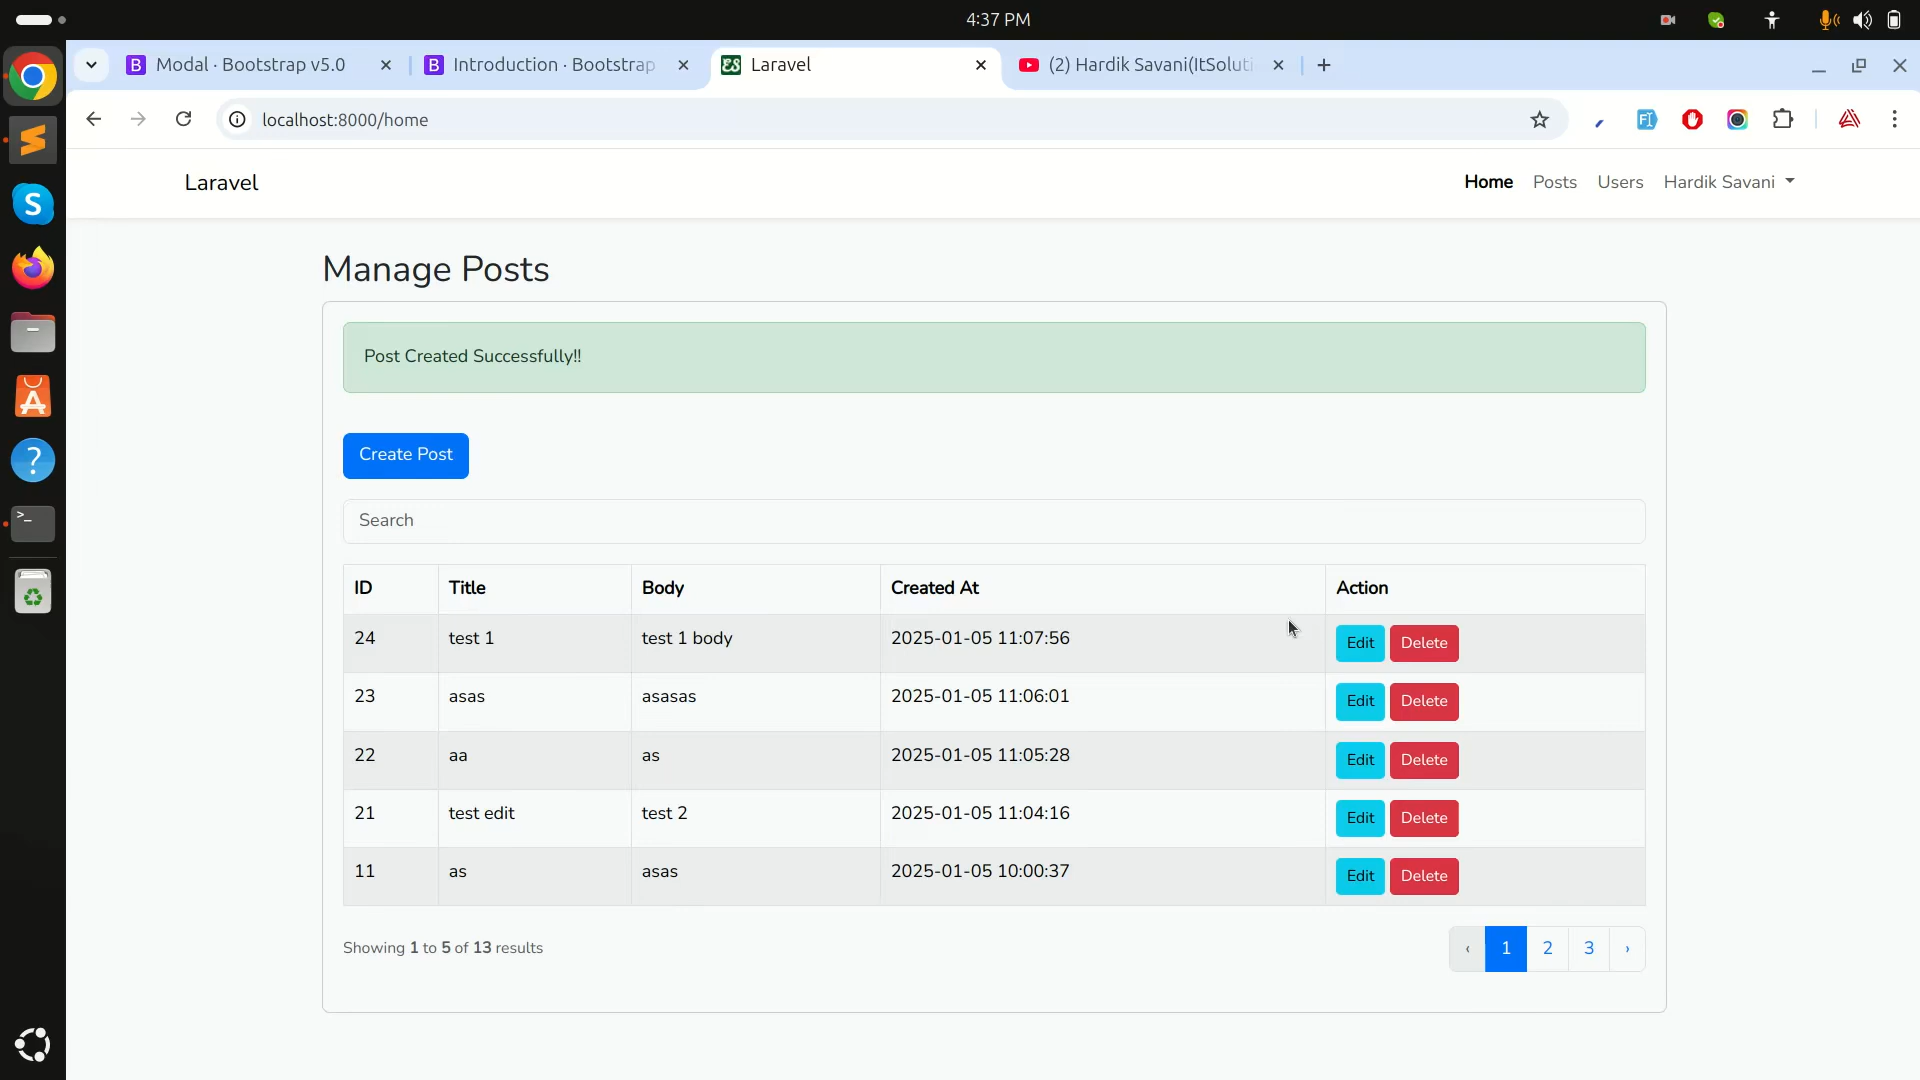 4:37 PM
Modal · Bootstrap v5.0
Introduction · Bootstrap
Laravel
(2) Hardik Savani(ItSoluti
localhost:8000/home
Laravel
Home Posts Users Hardik Savani
Manage Posts
Post Created Successfully!!
Create Post
Search
ID Title Body Created At Action
24 test 1 test 1 body 2025-01-05 11:07:56 Edit Delete
23 asas asasas 2025-01-05 11:06:01 Edit Delete
22 aa as 2025-01-05 11:05:28 Edit Delete
21 test edit test 2 2025-01-05 11:04:16 Edit Delete
11 as asas 2025-01-05 10:00:37 Edit Delete
Showing 1 to 5 of 13 results
‹ 1 2 3 ›